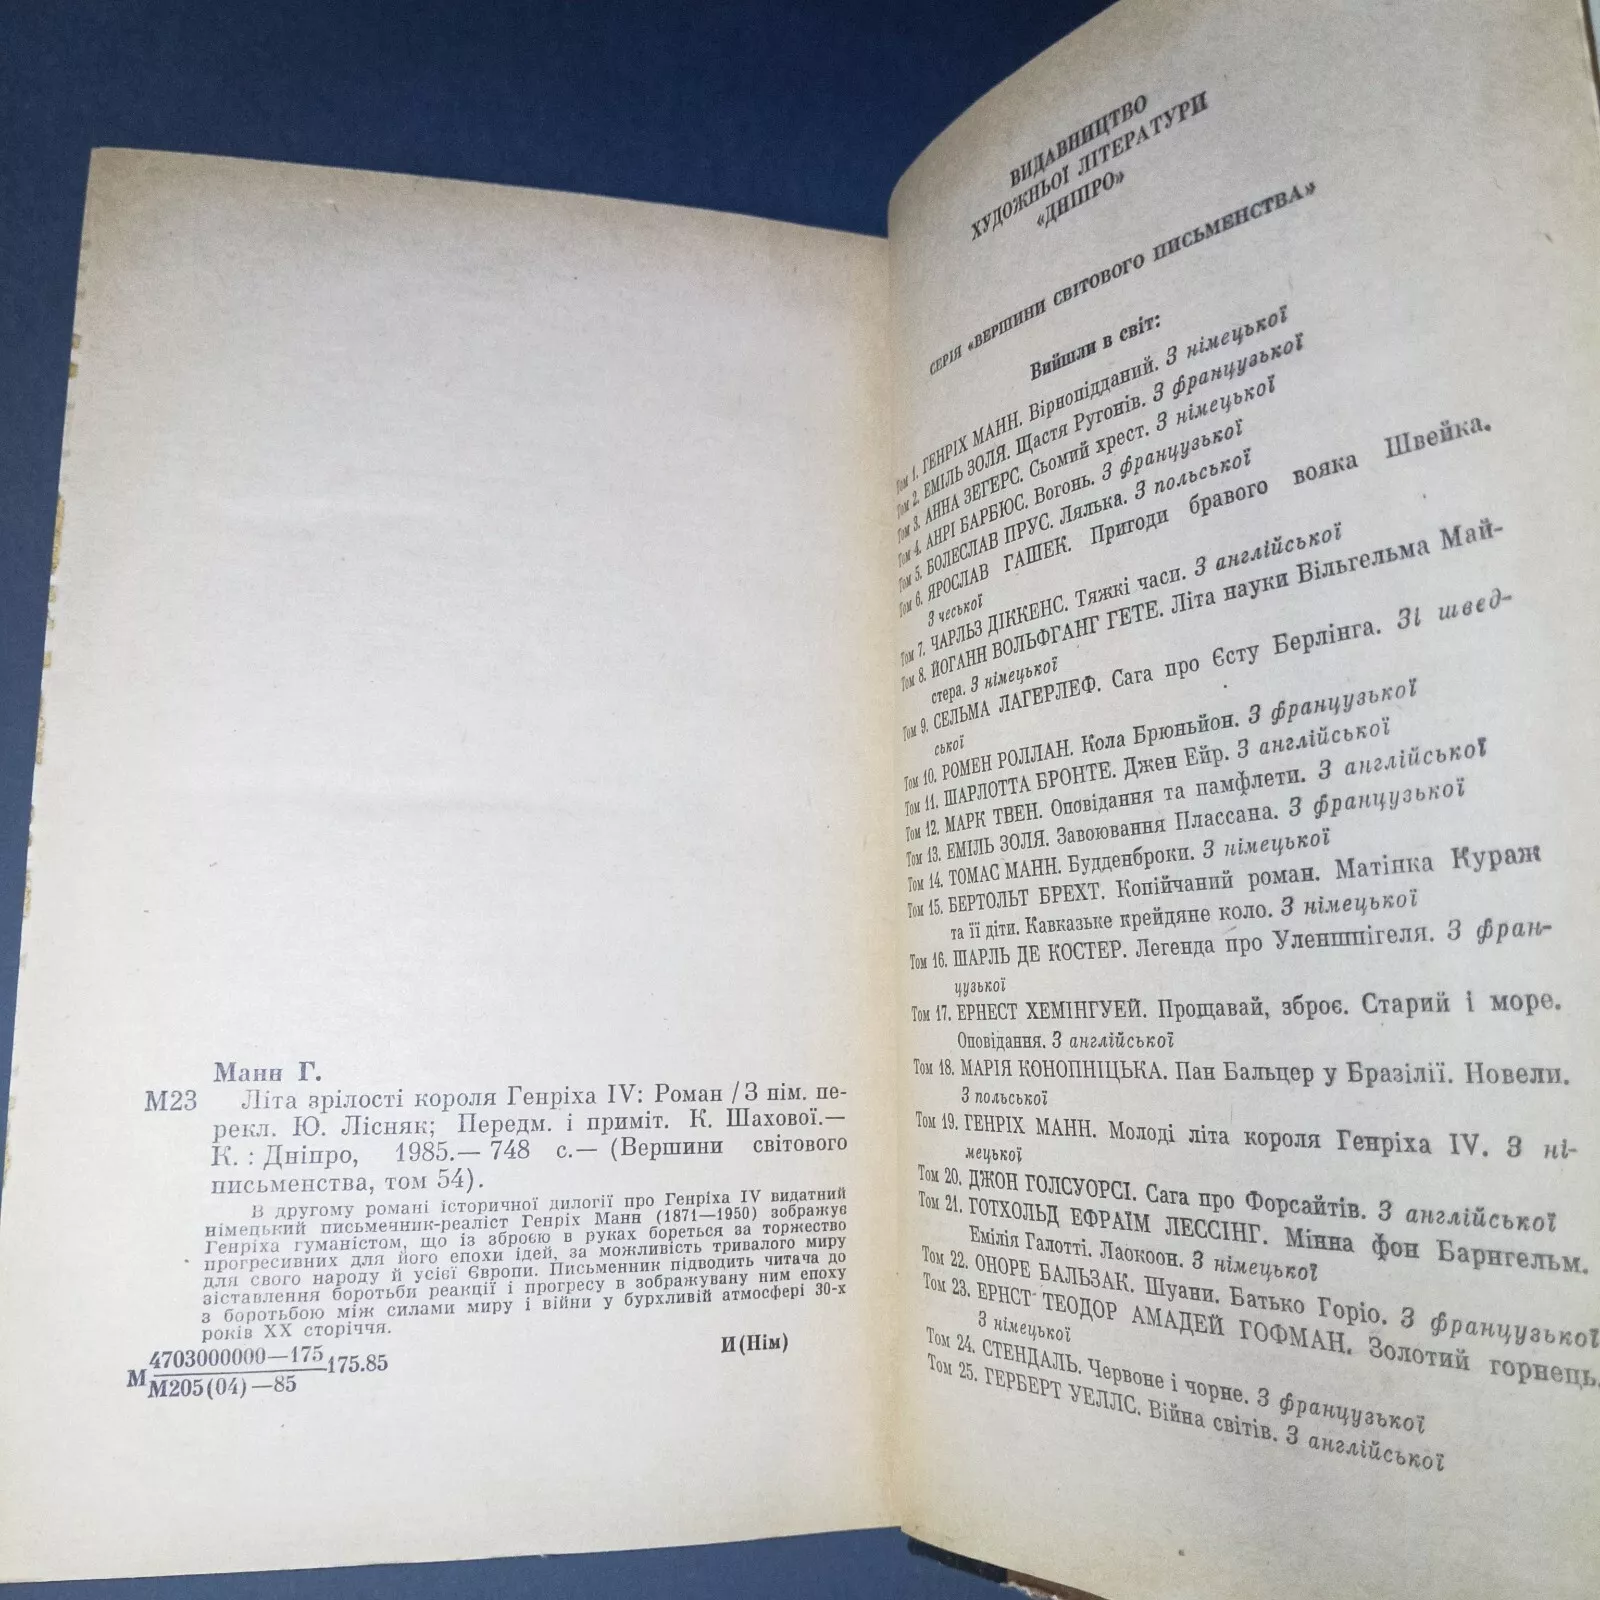 Манн Г.
М23 Літа зрілості короля Генріха IV: Роман / З нім. пе-
рекл. Ю. Лісняк; Передм. і приміт. К. Шахової.—
К. : Дніпро, 1985.— 748 с.— (Вершини світового
письменства, том 54).
В другому романі історичної дилогії про Генріха IV видатний
німецький письменник-реаліст Генріх Манн (1871—1950) зображує
Генріха гуманістом, що із зброєю в руках бореться за торжество
прогресивних для його епохи ідей, за можливість тривалого миру
для свого народу й усієї Європи. Письменник підводить читача до
зіставлення боротьби реакції і прогресу в зображувану ним епоху
з боротьбою між силами миру і війни у бурхливій атмосфері 30-х
років XX сторіччя.
М 4703000000—175 175.85
М205(04)—85
И(Нім)
ВИДАВНИЦТВО
ХУДОЖНЬОЇ ЛІТЕРАТУРИ
«ДНІПРО»
СЕРІЯ «ВЕРШИНИ СВІТОВОГО ПИСЬМЕНСТВА»
Вийшли в світ:
Том 1. ГЕНРІХ МАНН. Вірнопідданий. З німецької
Том 2. ЕМІЛЬ ЗОЛЯ. Щастя Ругонів. З французької
Том 3. АННА ЗЕГЕРС. Сьомий хрест. З німецької
Том 4. АНРІ БАРБЮС. Вогонь. З французької
Том 5. БОЛЕСЛАВ ПРУС. Лялька. З польської
Том 6. ЯРОСЛАВ ГАШЕК. Пригоди бравого вояка Швейка.
З чеської
Том 7. ЧАРЛЬЗ ДІККЕНС. Тяжкі часи. З англійської
Том 8. ЙОГАНН ВОЛЬФГАНГ ГЕТЕ. Літа науки Вільгельма Май-
стера. З німецької
Том 9. СЕЛЬМА ЛАГЕРЛЕФ. Сага про Єсту Берлінга. Зі швед-
ської
Том 10. РОМЕН РОЛЛАН. Кола Брюньйон. З французької
Том 11. ШАРЛОТТА БРОНТЕ. Джен Ейр. З англійської
Том 12. МАРК ТВЕН. Оповідання та памфлети. З англійської
Том 13. ЕМІЛЬ ЗОЛЯ. Завоювання Плассана. З французької
Том 14. ТОМАС МАНН. Будденброки. З німецької
Том 15. БЕРТОЛЬТ БРЕХТ. Копійчаний роман. Матінка Кураж
та її діти. Кавказьке крейдяне коло. З німецької
Том 16. ШАРЛЬ ДЕ КОСТЕР. Легенда про Уленшпігеля. З фран-
цузької
Том 17. ЕРНЕСТ ХЕМІНГУЕЙ. Прощавай, зброє. Старий і море.
Оповідання. З англійської
Том 18. МАРІЯ КОНОПНІЦЬКА. Пан Бальцер у Бразілії. Новели.
З польської
Том 19. ГЕНРІХ МАНН. Молоді літа короля Генріха IV. З ні-
мецької
Том 20. ДЖОН ГОЛСУОРСІ. Сага про Форсайтів. З англійської
Том 21. ГОТХОЛЬД ЕФРАЇМ ЛЕССІНГ. Мінна фон Барнгельм.
Емілія Галотті. Лаокоон. З німецької
Том 22. ОНОРЕ БАЛЬЗАК. Шуани. Батько Горіо. З французької
Том 23. ЕРНСТ ТЕОДОР АМАДЕЙ ГОФМАН. Золотий горнець.
З німецької
Том 24. СТЕНДАЛЬ. Червоне і чорне. З французької
Том 25. ГЕРБЕРТ УЕЛЛС. Війна світів. З англійської